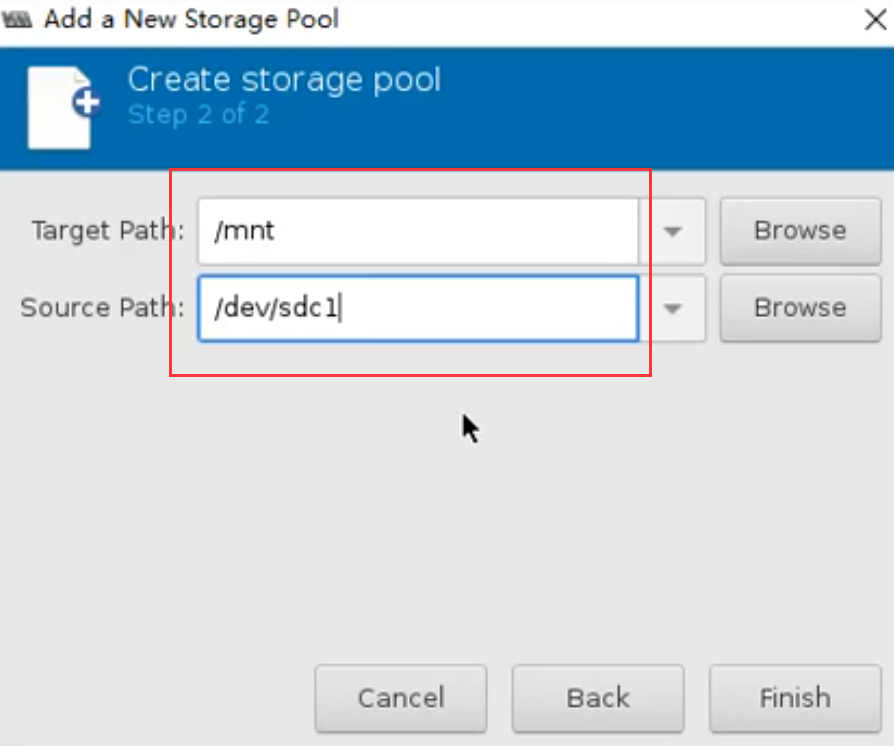 Add a New Storage Pool
Create storage pool
Step 2 of 2
Target Path: /mnt Browse
Source Path: /dev/sdc1 Browse
Cancel Back Finish